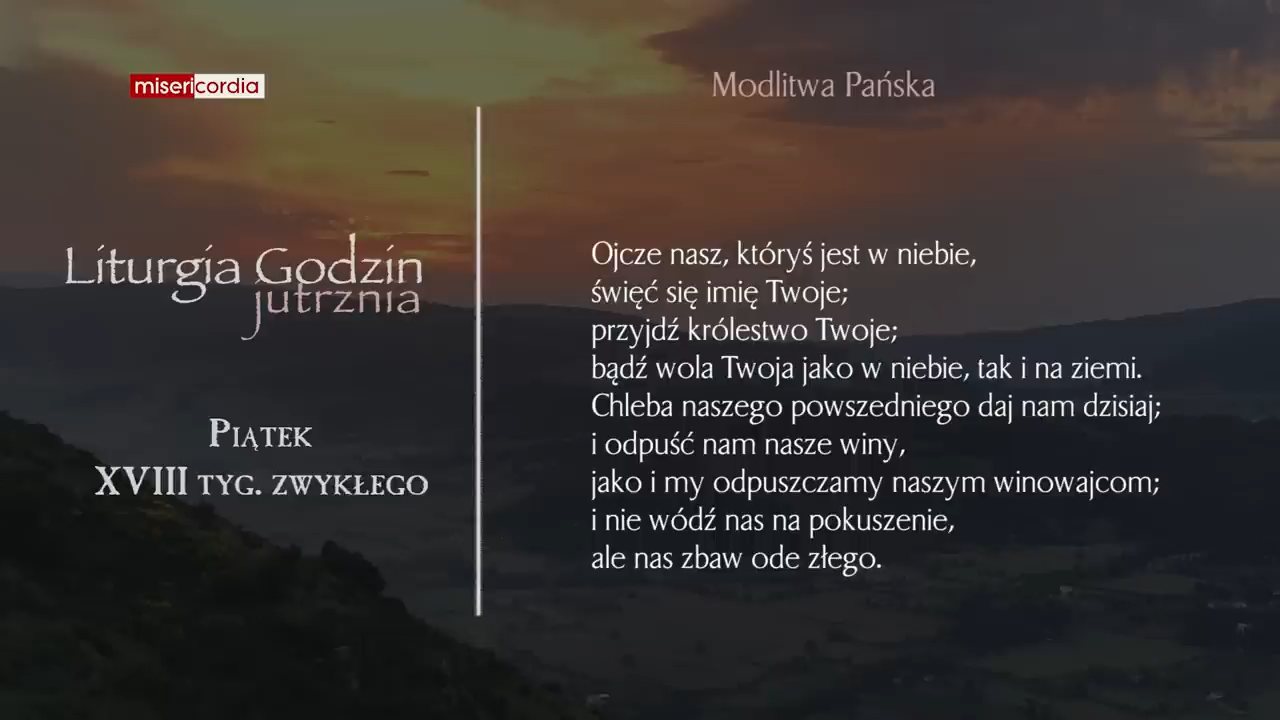 misericordia
Modlitwa Pańska
Liturgia Godzin
jutrznia
Piątek
XVIII tyg. zwykłego
Ojcze nasz, któryś jest w niebie,
święć się imię Twoje;
przyjdź królestwo Twoje;
bądź wola Twoja jako w niebie, tak i na ziemi.
Chleba naszego powszedniego daj nam dzisiaj;
i odpuść nam nasze winy,
jako i my odpuszczamy naszym winowajcom;
i nie wódź nas na pokuszenie,
ale nas zbaw ode złego.